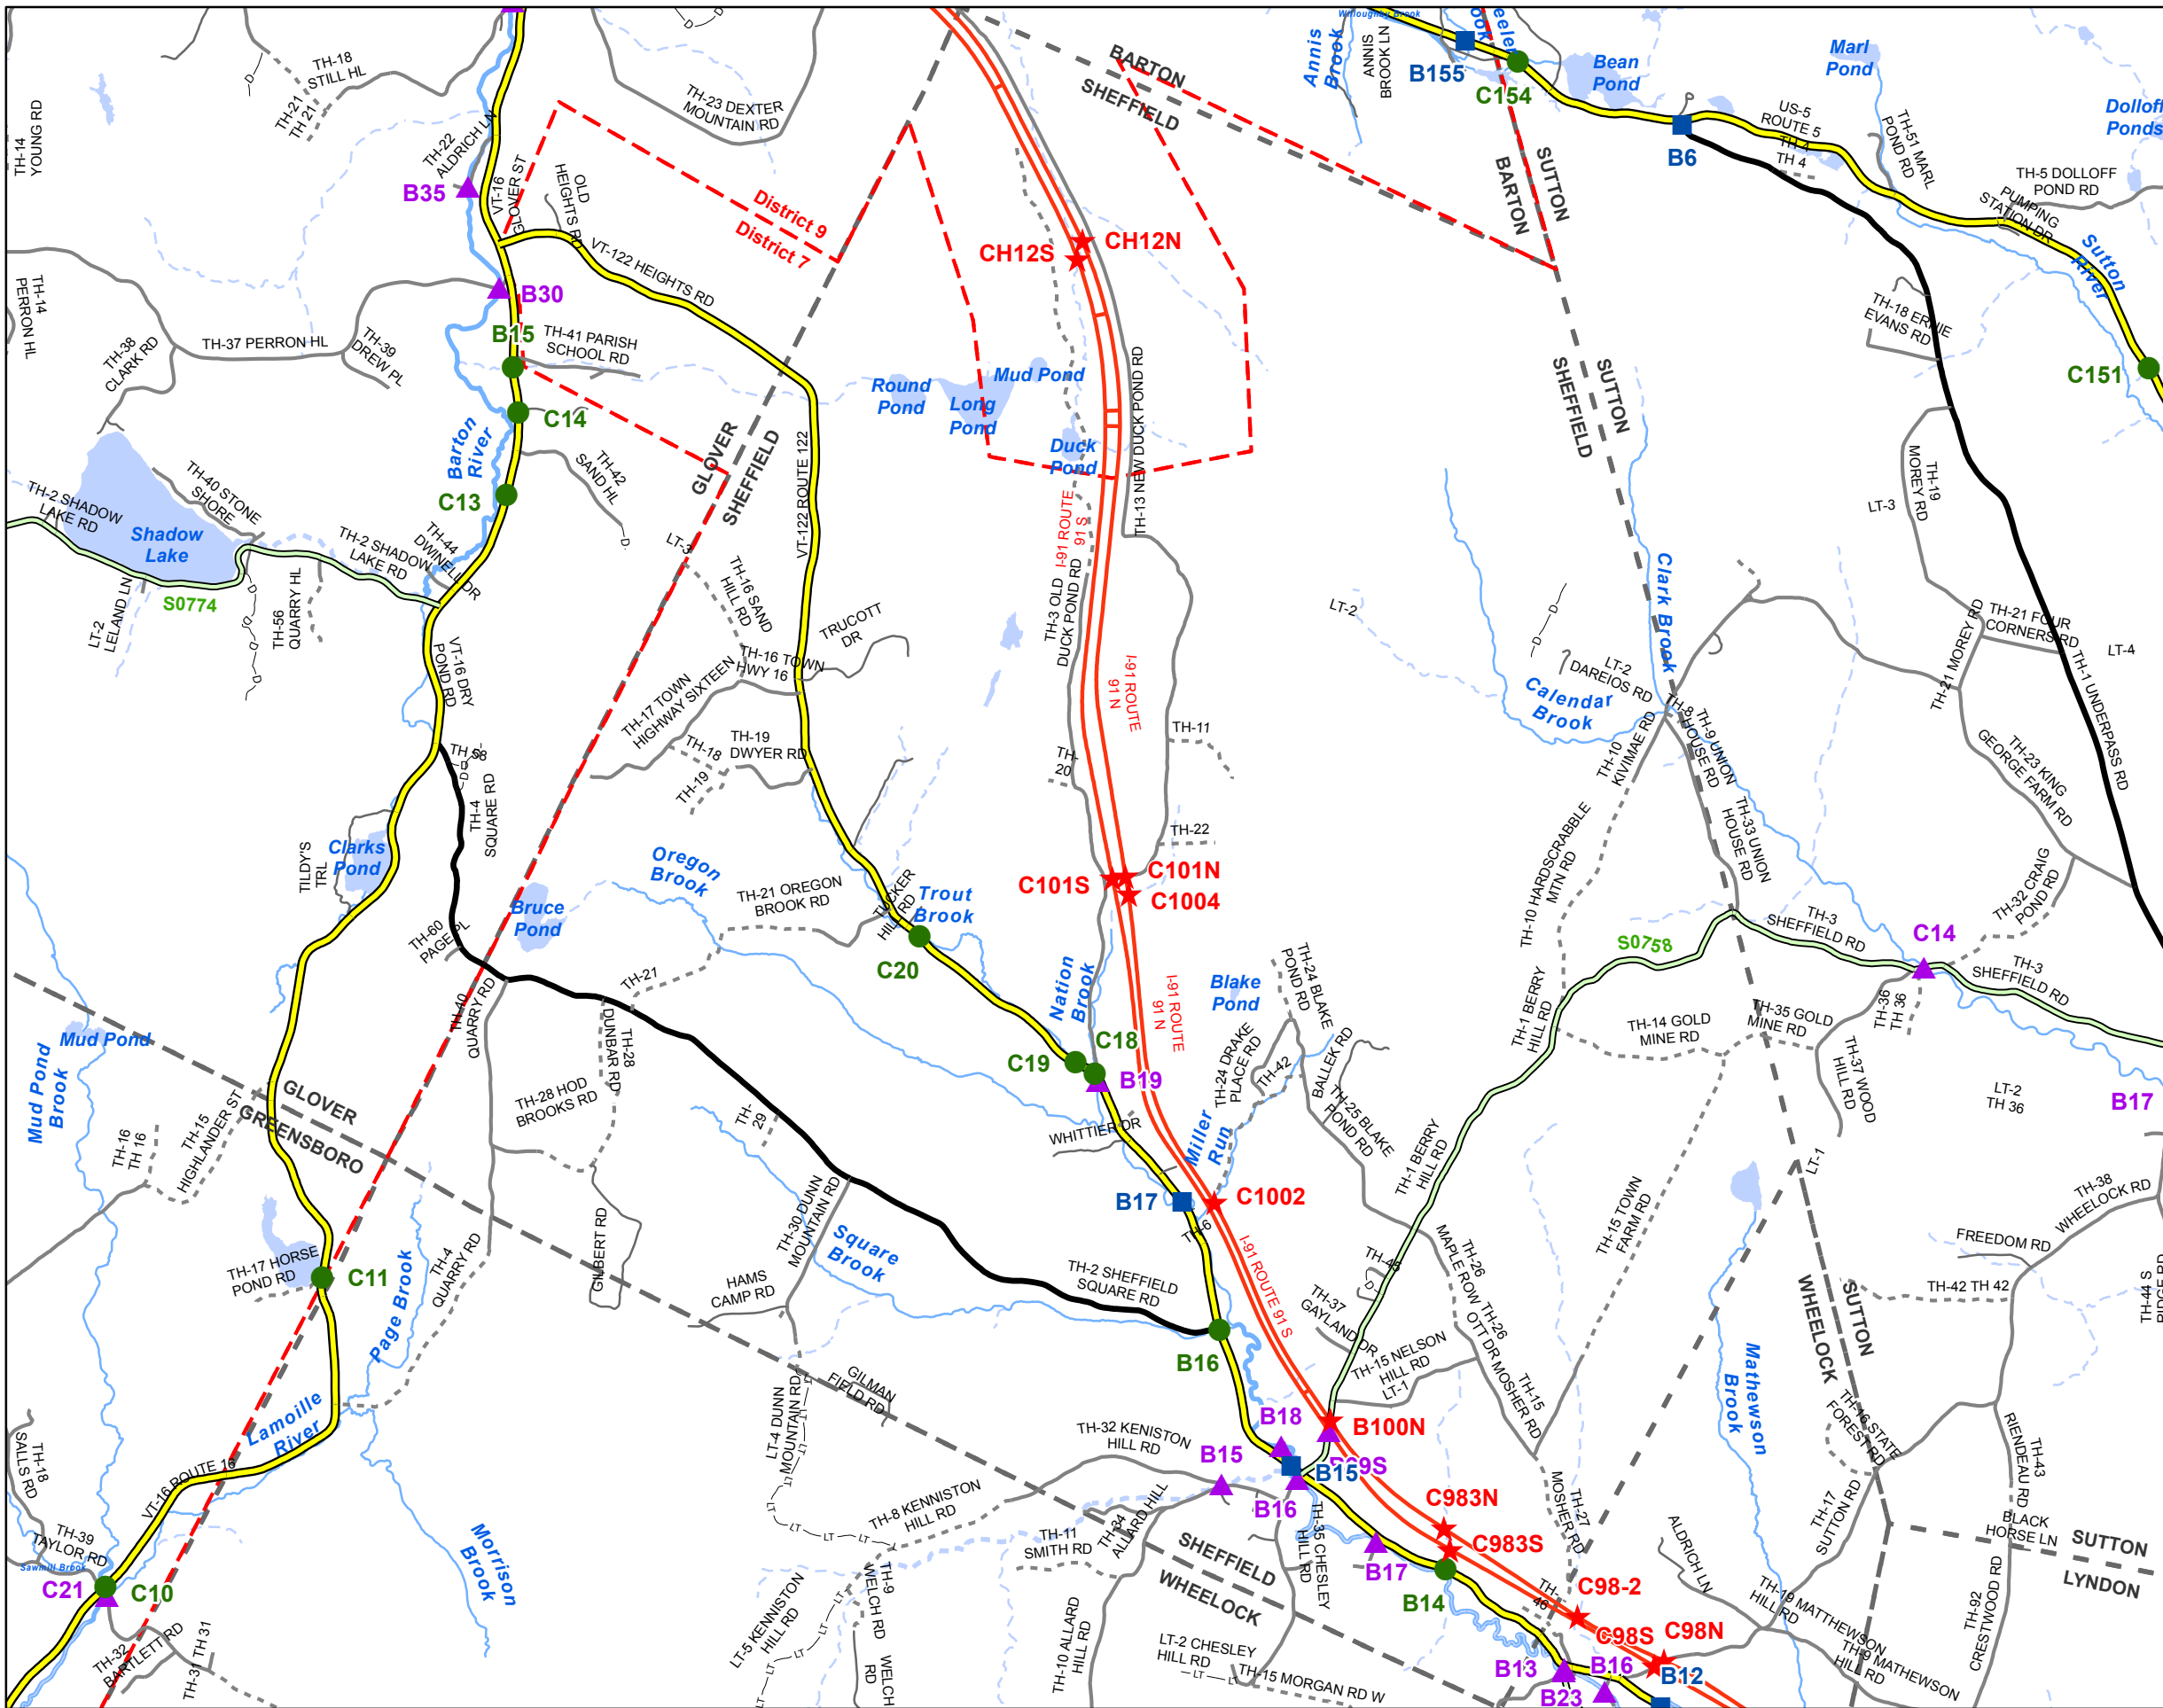 TH-18
STILL HL
TH-21
TH 21
TH-14
YOUNG RD
TH-22
ALDRICH LN
TH-23 DEXTER
MOUNTAIN RD
BARTON
SHEFFIELD
Annis
Brook
ANNIS
BROOK LN
Willoughby Brook
B155
C154
Bean
Pond
Marl
Pond
Dolloff
Ponds
B6
US-5
ROUTE 5
TH-4
TH 4
TH-51 MARL
POND RD
TH-5 DOLLOFF
POND RD
PUMPING
STATION DR
Sutton
River
SUTTON
BARTON
B35
VT-16
GLOVER ST
OLD
HEIGHTS RD
District 9
District 7
VT-122 HEIGHTS RD
CH12S
CH12N
TH-14
PERRON HL
B30
B15
TH-41 PARISH
SCHOOL RD
TH-38
CLARK RD
TH-37 PERRON HL
TH-39
DREW PL
C14
Round
Pond
Long
Pond
Mud Pond
Duck
Pond
TH-13 NEW DUCK POND RD
SUTTON
SHEFFIELD
TH-18 ERNIE
EVANS RD
C151
Barton
River
TH-42
SAND HL
GLOVER
SHEFFIELD
VT-122 ROUTE 122
C13
TH-2 SHADOW
LAKE RD
TH-40 STONE
SHORE
Shadow
Lake
TH-2 SHADOW
LAKE RD
TH-44
DWINELL DR
S0774
LT-2
LELAND LN
TH-56
QUARRY HL
LT-3
TH-16 SAND
HILL RD
I-91 ROUTE
91 S
TH-3 OLD
DUCK POND RD
TH-19
MOREY RD
LT-3
Clark Brook
LT-2
TRUCOTT
DR
TH-16 TOWN
HWY 16
TH-17 TOWN
HIGHWAY SIXTEEN
VT-16 DRY
POND RD
I-91 ROUTE
91 N
LT-2
DAREIOS RD
Calendar
Brook
TH-21 MOREY RD
TH-21 FOUR
CORNERS RD
LT-4
TH-1 UNDERPASS RD
TH-18
TH-19
DWYER RD
TH-19
TH-20
TH-11
TH-10
KIVIMAE RD
TH-8
HOUSE RD
TH-9 UNION
TH-23 KING
GEORGE FARM RD
TH 58
TH-4
SQUARE RD
Clarks
Pond
TILDY'S
TRL
TH-22
TH-33 UNION
HOUSE RD
TH-10 HARDSCRABBLE
MTN RD
TH-32 CRAIG
POND RD
Oregon
Brook
TH-21 OREGON
BROOK RD
TUCKER
HILL RD
Trout
Brook
C101S
C101N
C1004
Bruce
Pond
TH-60
PAGE PL
C20
S0758
TH-3
SHEFFIELD RD
C14
TH-3
SHEFFIELD RD
TH-21
TH-40
QUARRY RD
TH-28
DUNBAR RD
Nation
Brook
I-91 ROUTE
91 N
Blake
Pond
TH-24 BLAKE
POND RD
TH-1 BERRY
HILL RD
TH-14 GOLD
MINE RD
TH-35 GOLD
MINE RD
TH-36
TH 36
Mud Pond
Mud Pond
Brook
GLOVER
GREENSBORO
TH-28 HOD
BROOKS RD
C19
C18
B19
TH-24 DRAKE
PLACE RD
TH-42
BALLEK RD
TH-25 BLAKE
POND RD
TH-37 WOOD
HILL RD
LT-2
TH 36
B17
TH-16
TH 16
TH-15
HIGHLANDER ST
TH-29
WHITTIER DR
Miller
Run
TH-1 BERRY
HILL RD
LT-1
TH-38
WHEELOCK RD
B17
C1002
TH-6
TH-30 DUNN
MOUNTAIN RD
Square
Brook
GILBERT RD
TH-17 HORSE
POND RD
C11
Page Brook
TH-4
QUARRY RD
HAMS
CAMP RD
TH-2 SHEFFIELD
SQUARE RD
B16
I-91 ROUTE 91 S
TH-45
TH-37
GAYLAND DR
TH-26
MAPLE ROW
TH-26
OTT DR
TH-15 TOWN
FARM RD
FREEDOM RD
TH-42 TH 42
SUTTON
WHEELOCK
TH-44 S
RIDGE RD
TH-15 NELSON
HILL RD
LT-1
Mathewson
Brook
GILMAN
FIELD RD
LT-4 DUNN
MOUNTAIN RD
Lamoille
River
TH-18
SALLS RD
VT-16 ROUTE 16
TH-32 KENISTON
HILL RD
B18
B100N
B99S
B15
B15
B16
TH-15
MOSHER RD
TH-16 STATE
FOREST RD
TH-43
RIENDEAU RD
TH-8 KENNISTON
HILL RD
TH-34
ALLARD HILL
TH-11
SMITH RD
TH-35 CHESLEY
HILL RD
C983N
C983S
B17
B14
TH-27
MOSHER RD
TH-17
SUTTON RD
BLACK
HORSE LN
SUTTON
LYNDON
TH-39
TAYLOR RD
Sawmill Brook
C21
C10
Morrison
Brook
SHEFFIELD
WHEELOCK
TH-9
WELCH RD
LT-5 KENNISTON
HILL RD
TH-46
C98-2
ALDRICH LN
TH-19 MATTHEWSON
HILL RD
TH-92
CRESTWOOD RD
TH-32
BARTLETT RD
TH-31 TH 31
WELCH
RD
TH-10 ALLARD
HILL RD
LT-2 CHESLEY
HILL RD
TH-15 MORGAN RD W
C98S
C98N
B13
B16
B12
B23
TH-9 MATHEWSON
HILL RD